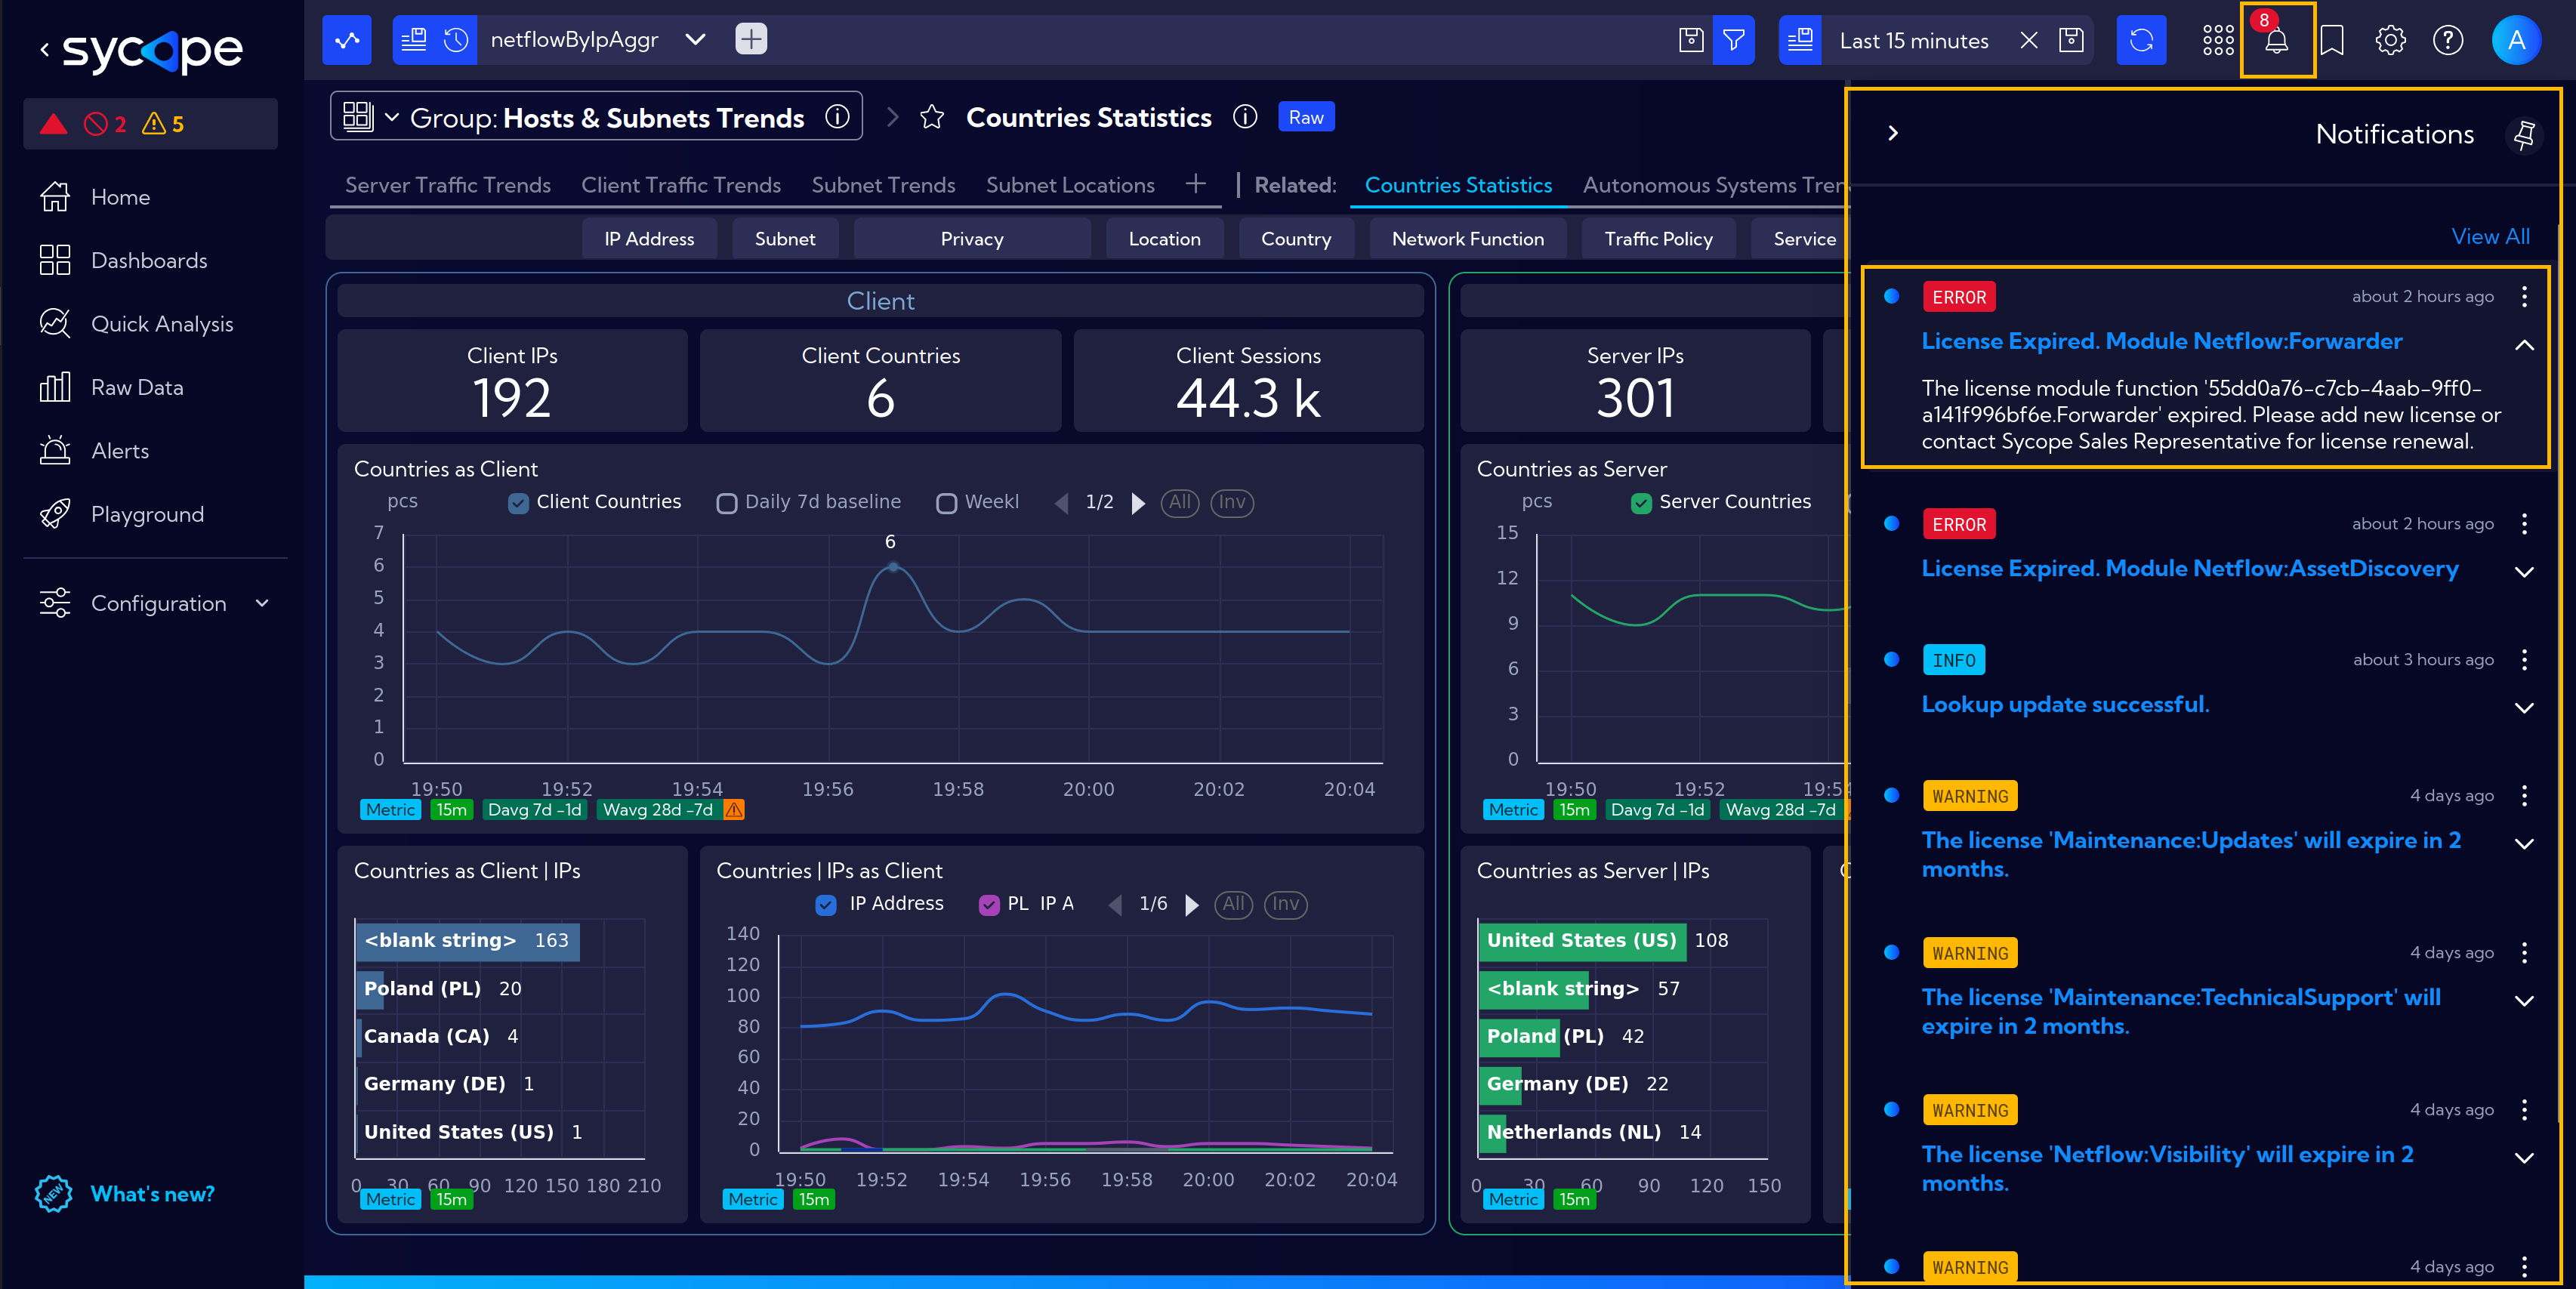 sycope
2
5
Home
Dashboards
Quick Analysis
Raw Data
Alerts
Playground
Configuration
NEW
What's new?
netflowByIpAggr
Last 15 minutes
8
A
Group: Hosts & Subnets Trends
Countries Statistics
Raw
Server Traffic Trends
Client Traffic Trends
Subnet Trends
Subnet Locations
Related:
Countries Statistics
Autonomous Systems Tren
IP Address
Subnet
Privacy
Location
Country
Network Function
Traffic Policy
Service
Client
Client IPs
192
Client Countries
6
Client Sessions
44.3 k
Server IPs
301
Countries as Client
pcs
Client Countries
Daily 7d baseline
Weekl
1/2
All
Inv
6
7
6
5
4
3
2
1
0
19:50 19:52 19:54 19:56 19:58 20:00 20:02 20:04
Metric
15m
Davg 7d -1d
Wavg 28d -7d
Countries as Server
pcs
Server Countries
15
12
9
6
3
0
19:50 19:52 19:54
Metric
15m
Davg 7d -1d
Wavg 28d -7d
Countries as Client | IPs
<blank string> 163
Poland (PL) 20
Canada (CA) 4
Germany (DE) 1
United States (US) 1
0 30 60 90 120 150 180 210
Metric
15m
Countries | IPs as Client
IP Address
PL IP A
1/6
All
Inv
140
120
100
80
60
40
20
0
19:50 19:52 19:54 19:56 19:58 20:00 20:02 20:04
Metric
15m
Countries as Server | IPs
United States (US) 108
<blank string> 57
Poland (PL) 42
Germany (DE) 22
Netherlands (NL) 14
0 30 60 90 120 150
Metric
15m
Notifications
View All
ERROR
about 2 hours ago
License Expired. Module Netflow:Forwarder
The license module function '55dd0a76-c7cb-4aab-9ff0-
a141f996bf6e.Forwarder' expired. Please add new license or
contact Sycope Sales Representative for license renewal.
ERROR
about 2 hours ago
License Expired. Module Netflow:AssetDiscovery
INFO
about 3 hours ago
Lookup update successful.
WARNING
4 days ago
The license 'Maintenance:Updates' will expire in 2
months.
WARNING
4 days ago
The license 'Maintenance:TechnicalSupport' will
expire in 2 months.
WARNING
4 days ago
The license 'Netflow:Visibility' will expire in 2
months.
WARNING
4 days ago